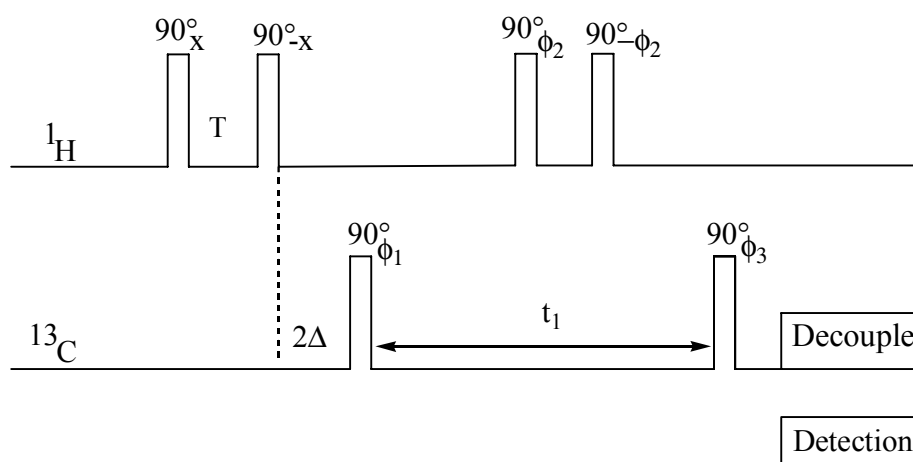 90°x 90°-x 90°ϕ2 90°–ϕ2
T
1H
90°ϕ1 90°ϕ3
13C 2Δ t1 Decouple
Detection